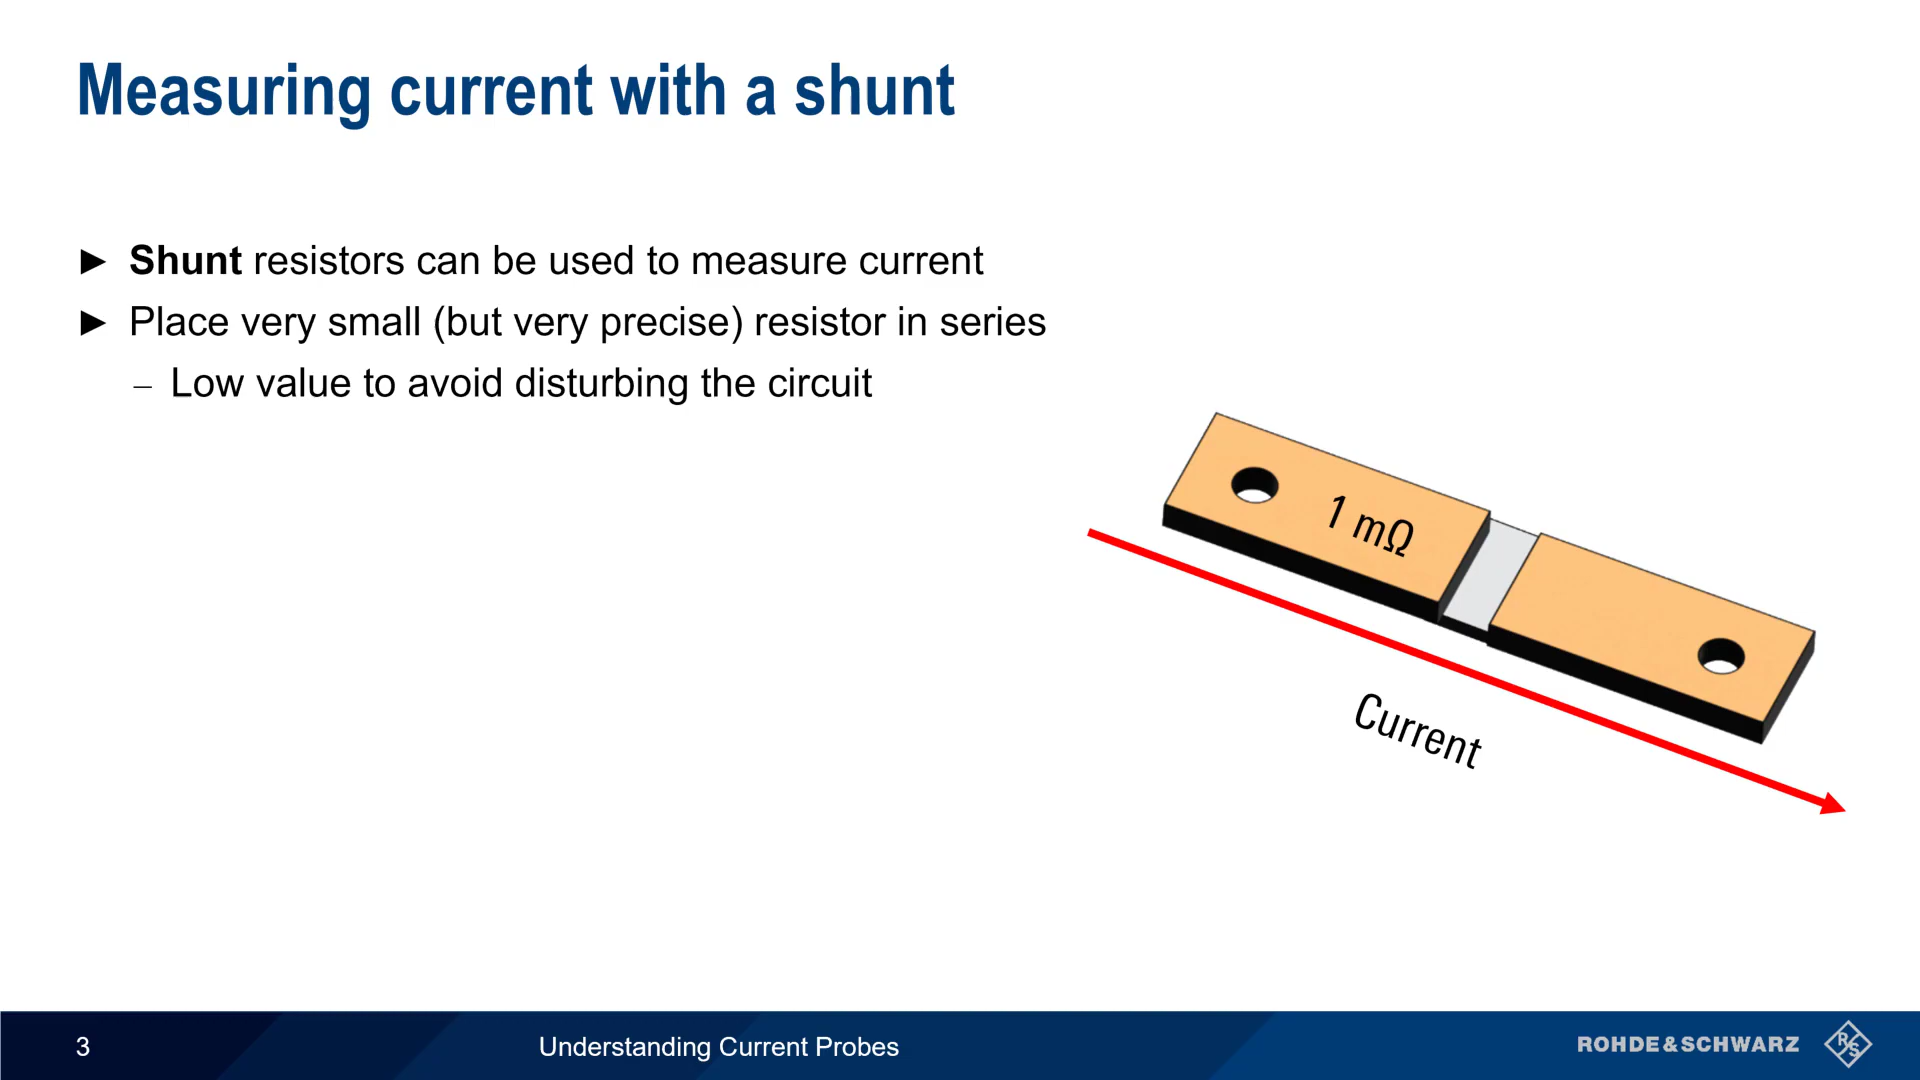 Measuring current with a shunt
► Shunt resistors can be used to measure current
► Place very small (but very precise) resistor in series
– Low value to avoid disturbing the circuit
1 mΩ
Current
3
Understanding Current Probes
ROHDE&SCHWARZ
R&S